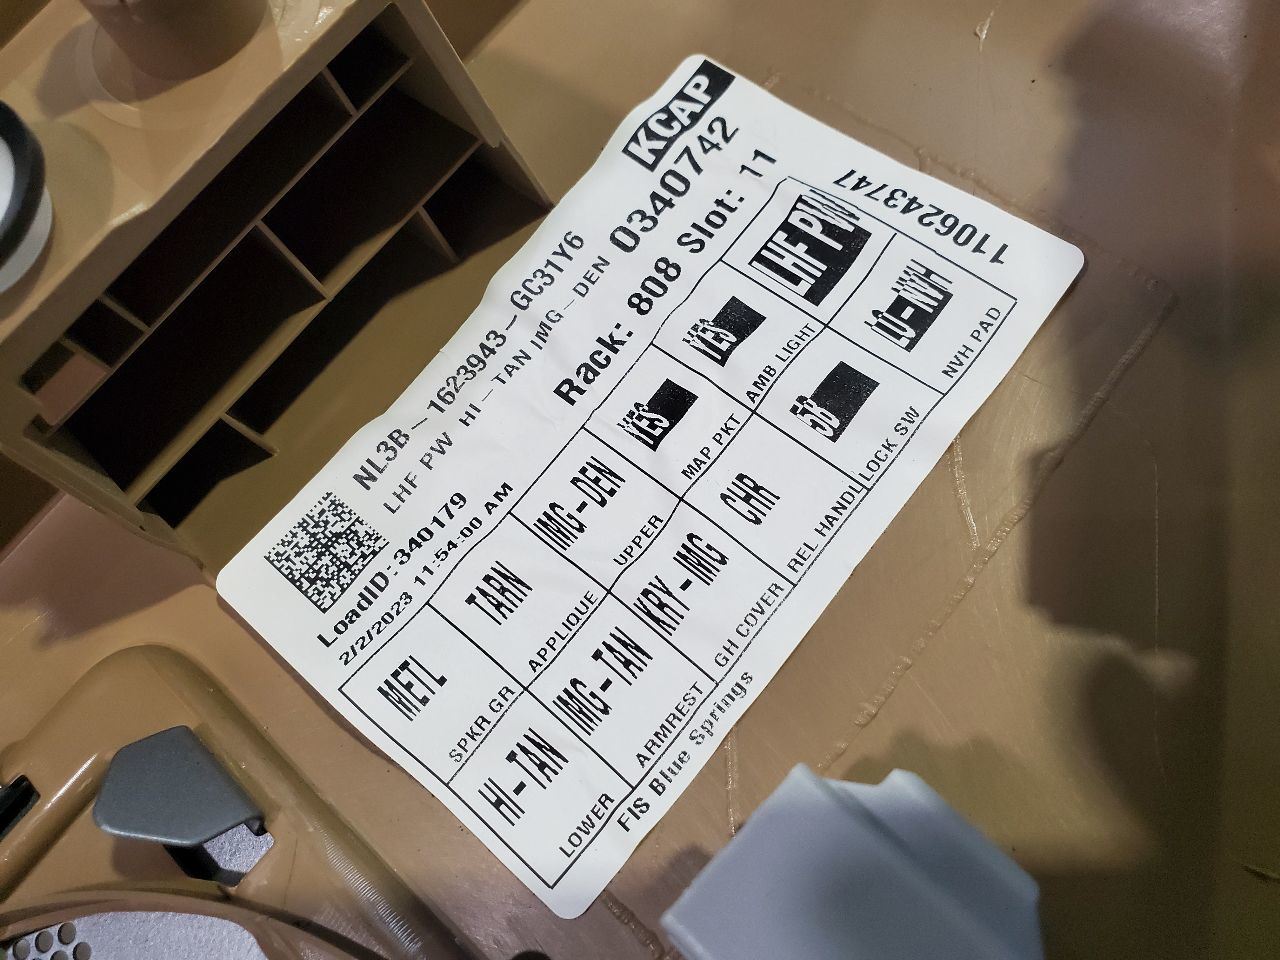 KCAP
NL3B-1623943-GC31Y6
LHF PW HI-TAN IMG-DEN 0340742
LoadID:340179 Rack: 808 Slot: 11
2/2/2023 11:54:00 AM
1106243747
METL
SPKR GR
TARN
APPLIQUE
IMG-DEN
UPPER
YES
MAP PKT
YES
AMB LIGHT
LHF PW
HI-TAN
LOWER
IMG-TAN
ARMREST
KRY-IMG
GH COVER
CHR
REL HANDL
5B
LOCK SW
LO-NVH
NVH PAD
FIS Blue Springs